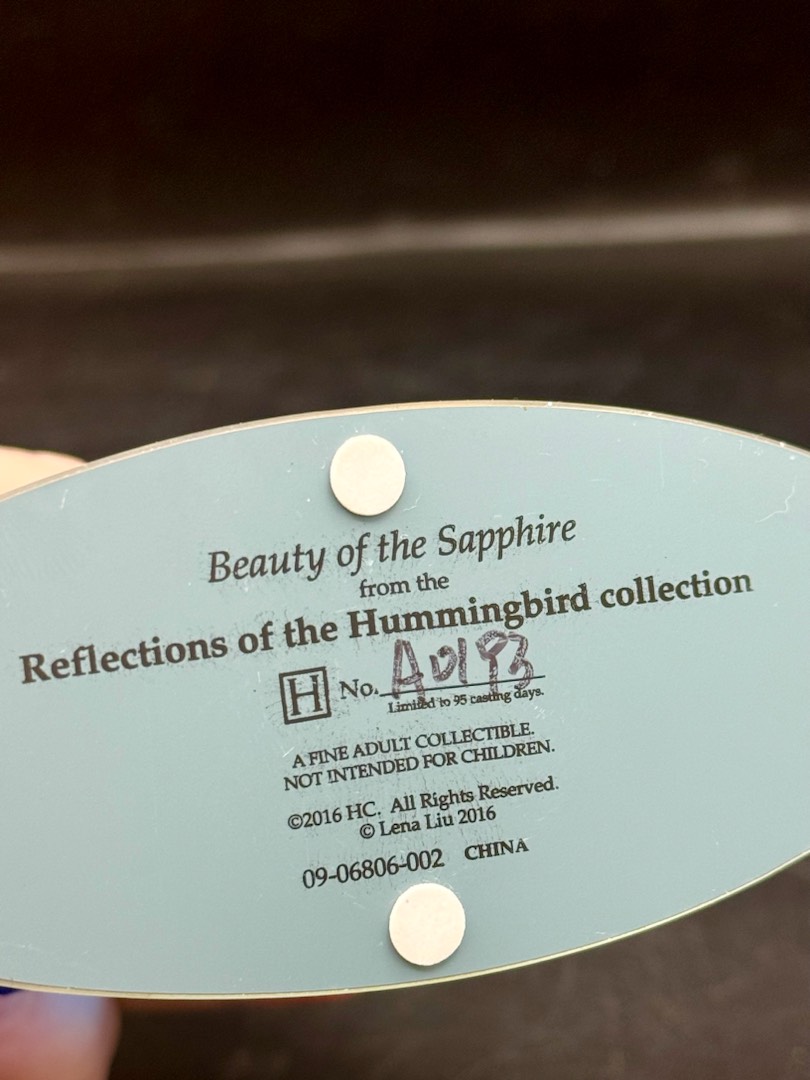 Beauty of the Sapphire
from the
Reflections of the Hummingbird collection
H No. A0193
Limited to 95 casting days.
A FINE ADULT COLLECTIBLE.
NOT INTENDED FOR CHILDREN.
©2016 HC. All Rights Reserved.
© Lena Liu 2016
09-06806-002 CHINA